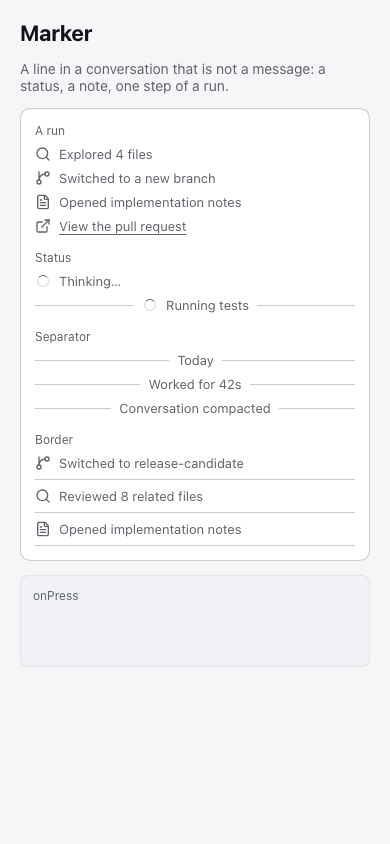 Marker
A line in a conversation that is not a message: a
status, a note, one step of a run.
A run
Explored 4 files
Switched to a new branch
Opened implementation notes
View the pull request
Status
Thinking...
Running tests
Separator
Today
Worked for 42s
Conversation compacted
Border
Switched to release-candidate
Reviewed 8 related files
Opened implementation notes
onPress